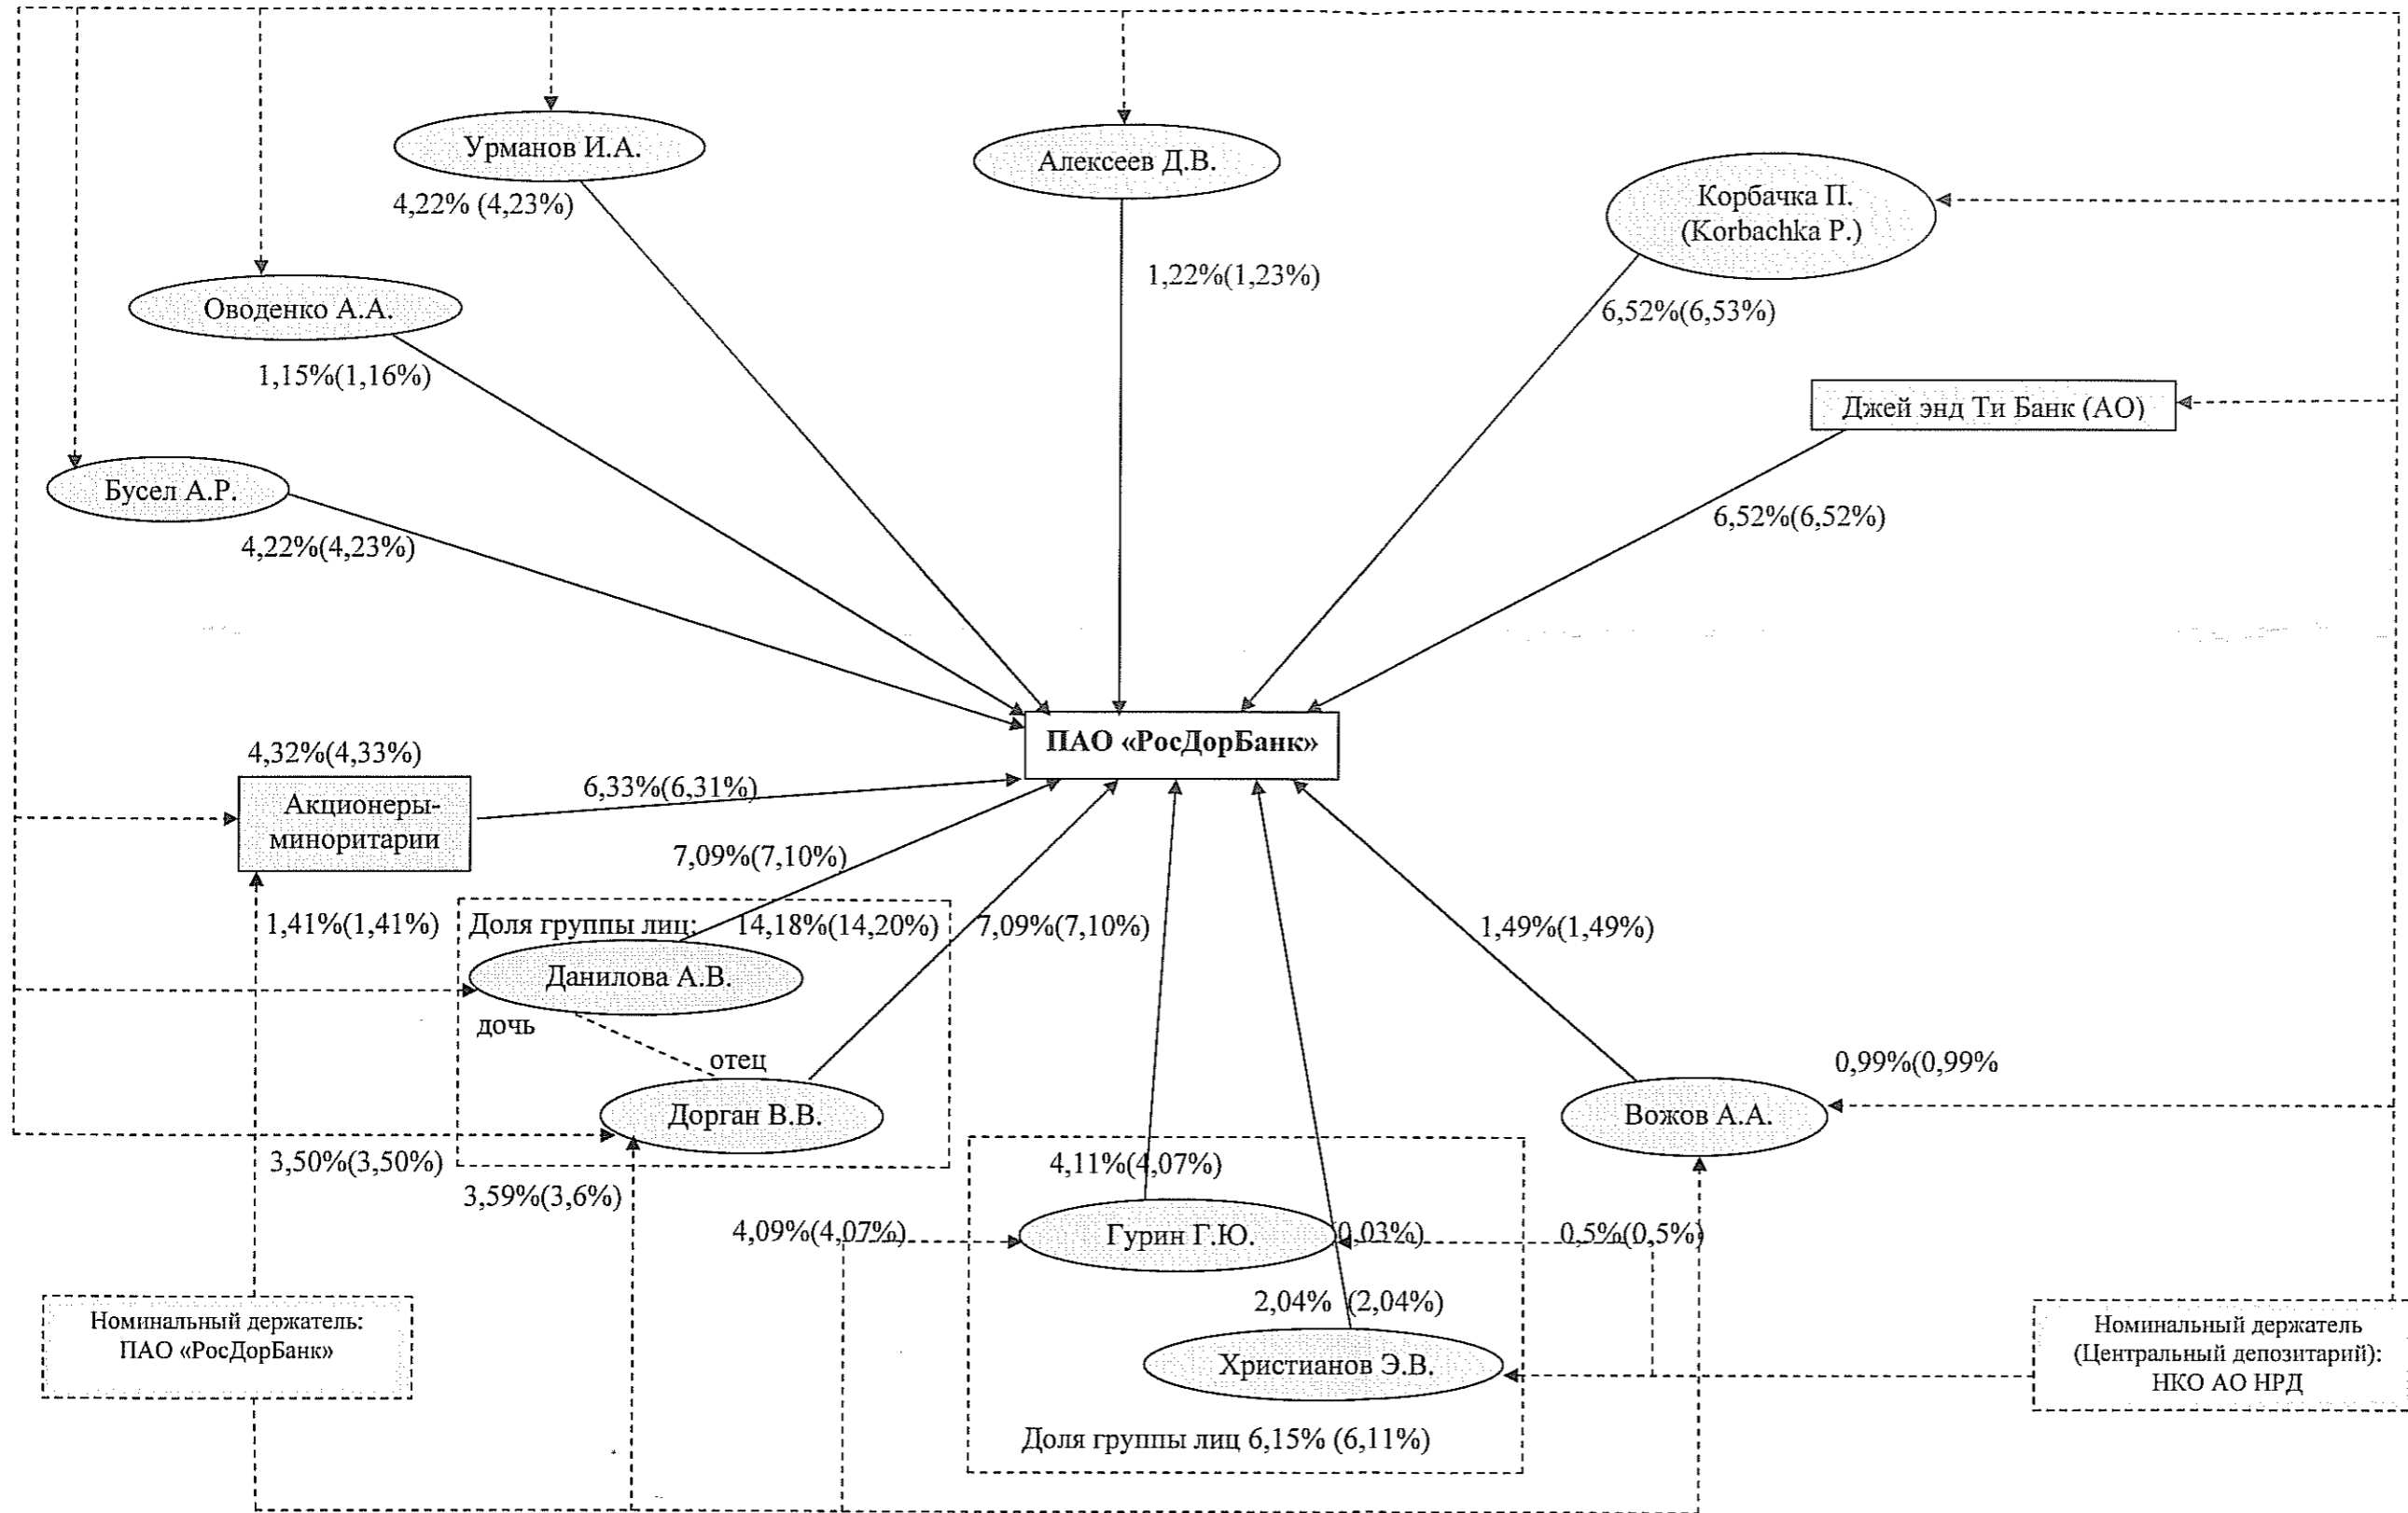 Урманов И.А.
4,22% (4,23%)
Алексеев Д.В.
1,22%(1,23%)
Корбачка П.
(Korbachka P.)
6,52%(6,53%)
Оводенко А.А.
1,15%(1,16%)
Джей энд Ти Банк (АО)
6,52%(6,52%)
Бусел А.Р.
4,22%(4,23%)
ПАО «РосДорБанк»
4,32%(4,33%)
Акционеры-
миноритарии
6,33%(6,31%)
7,09%(7,10%)
1,41%(1,41%)
Доля группы лиц: 14,18%(14,20%)
7,09%(7,10%)
1,49%(1,49%)
Данилова А.В.
дочь
отец
Дорган В.В.
3,50%(3,50%)
3,59%(3,6%)
0,99%(0,99%
Вожов А.А.
4,11%(4,07%)
4,09%(4,07%)
Гурин Г.Ю.
(0,03%)
0,5%(0,5%)
2,04% (2,04%)
Христианов Э.В.
Доля группы лиц 6,15% (6,11%)
Номинальный держатель:
ПАО «РосДорБанк»
Номинальный держатель
(Центральный депозитарий):
НКО АО НРД